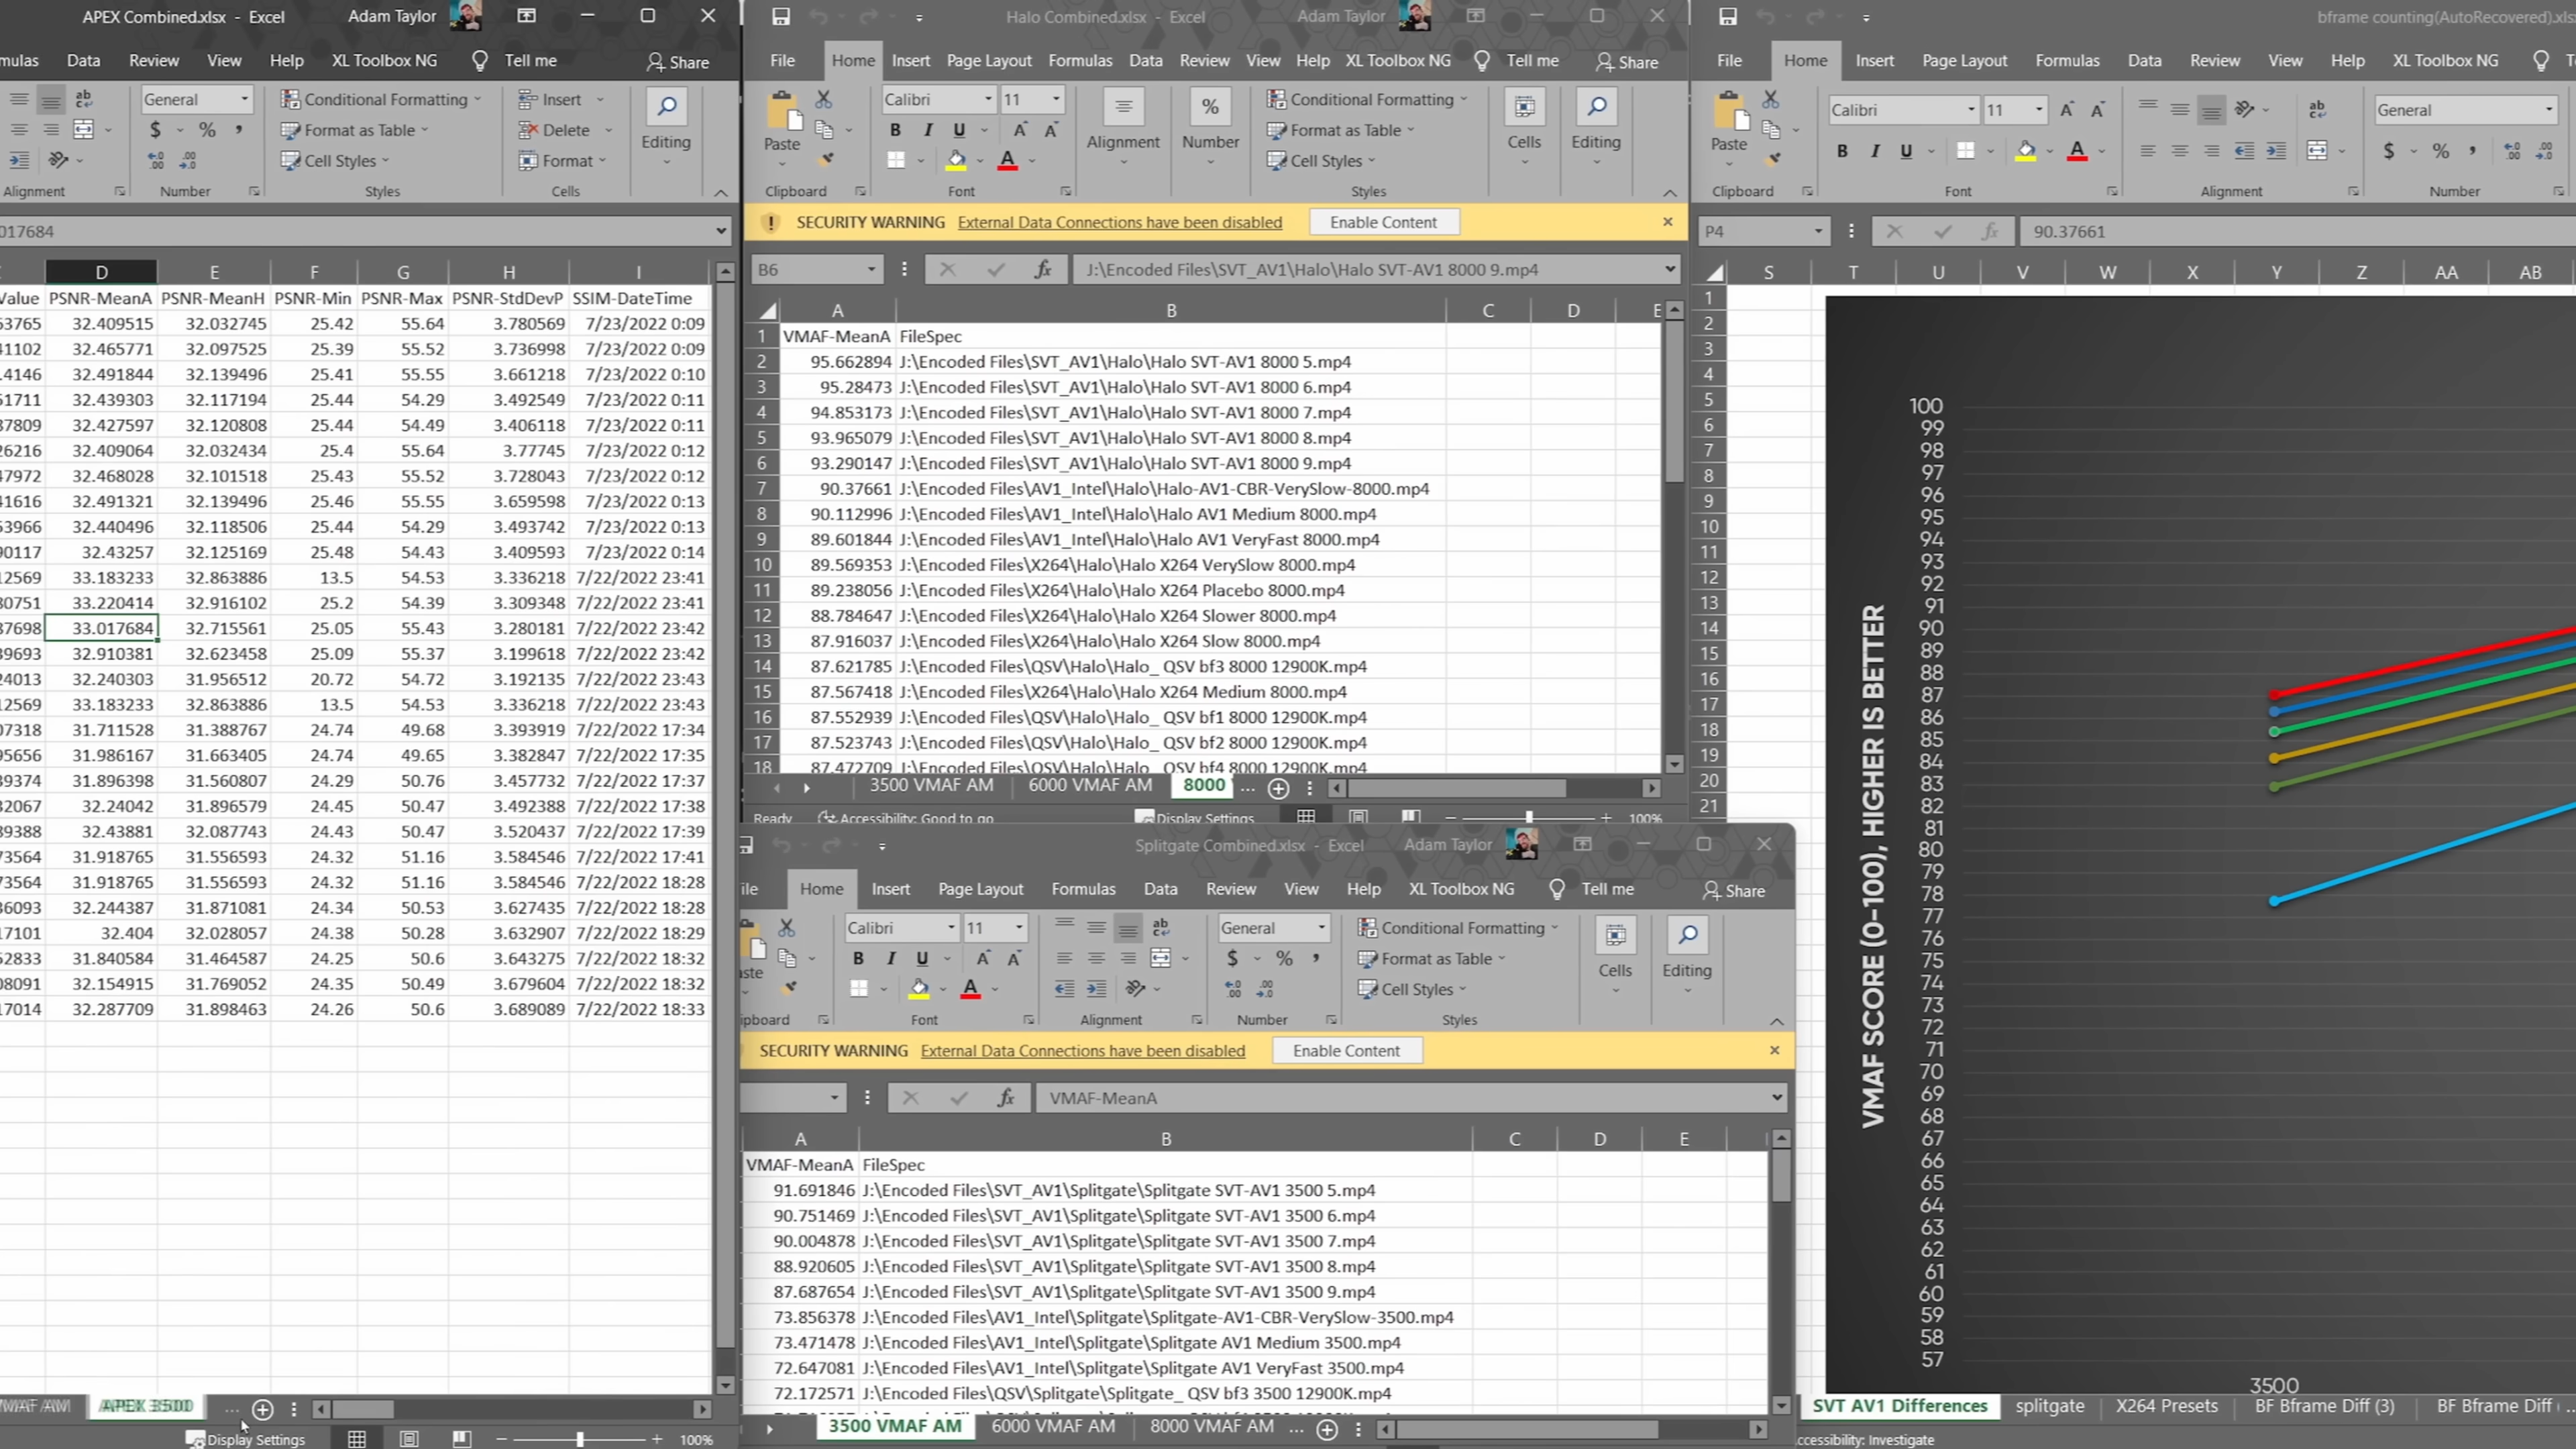 APEX Combined.xlsx - Excel
Adam Taylor
Data Review View Help XL Toolbox NG Tell me Share
General
Conditional Formatting
Format as Table
Cell Styles
Insert
Delete
Format
Editing
Alignment Number Styles Cells
D E F G H I
PSNR-MeanA PSNR-MeanH PSNR-Min PSNR-Max PSNR-StdDevP SSIM-DateTime
32.409515 32.032745 25.42 55.64 3.780569 7/23/2022 0:09
32.465771 32.097525 25.39 55.52 3.736998 7/23/2022 0:09
32.491844 32.139496 25.41 55.55 3.661218 7/23/2022 0:10
32.439303 32.117194 25.44 54.29 3.492549 7/23/2022 0:11
32.427597 32.120808 25.44 54.49 3.406118 7/23/2022 0:11
32.409064 32.032434 25.4 55.64 3.77745 7/23/2022 0:12
32.468028 32.101518 25.43 55.52 3.728043 7/23/2022 0:12
32.491321 32.139496 25.46 55.55 3.659598 7/23/2022 0:13
32.440496 32.118506 25.44 54.29 3.493742 7/23/2022 0:13
32.43257 32.125169 25.48 54.43 3.409593 7/23/2022 0:14
33.183233 32.863886 13.5 54.53 3.336218 7/22/2022 23:41
33.220414 32.916102 25.2 54.39 3.309348 7/22/2022 23:41
33.017684 32.715561 25.05 55.43 3.280181 7/22/2022 23:42
32.910381 32.623458 25.09 55.37 3.199618 7/22/2022 23:42
32.240303 31.956512 20.72 54.72 3.192135 7/22/2022 23:43
33.183233 32.863886 13.5 54.53 3.336218 7/22/2022 23:43
31.711528 31.388767 24.74 49.68 3.393919 7/22/2022 17:34
31.986167 31.663405 24.74 49.65 3.382847 7/22/2022 17:35
31.896398 31.560807 24.29 50.76 3.457732 7/22/2022 17:37
32.24042 31.896579 24.45 50.47 3.492388 7/22/2022 17:38
32.43881 32.087743 24.43 50.47 3.520437 7/22/2022 17:39
31.918765 31.556593 24.32 51.16 3.584546 7/22/2022 17:41
31.918765 31.556593 24.32 51.16 3.584546 7/22/2022 18:28
32.244387 31.871081 24.34 50.53 3.627435 7/22/2022 18:28
32.404 32.028057 24.38 50.28 3.632907 7/22/2022 18:29
31.840584 31.464587 24.25 50.6 3.643275 7/22/2022 18:32
32.154915 31.769052 24.35 50.49 3.679604 7/22/2022 18:32
32.287709 31.898463 24.26 50.6 3.689089 7/22/2022 18:33
APEX 3500
Display Settings 100%
Halo Combined.xlsx - Excel Adam Taylor
File Home Insert Page Layout Formulas Data Review View Help XL Toolbox NG Tell me Share
Paste Calibri 11 Alignment Number Conditional Formatting Format as Table Cell Styles Cells Editing
Clipboard Font Styles
SECURITY WARNING External Data Connections have been disabled Enable Content
B6 J:\Encoded Files\SVT_AV1\Halo\Halo SVT-AV1 8000 9.mp4
A B C D E
1 VMAF-MeanA FileSpec
2 95.662894 J:\Encoded Files\SVT_AV1\Halo\Halo SVT-AV1 8000 5.mp4
3 95.28473 J:\Encoded Files\SVT_AV1\Halo\Halo SVT-AV1 8000 6.mp4
4 94.853173 J:\Encoded Files\SVT_AV1\Halo\Halo SVT-AV1 8000 7.mp4
5 93.965079 J:\Encoded Files\SVT_AV1\Halo\Halo SVT-AV1 8000 8.mp4
6 93.290147 J:\Encoded Files\SVT_AV1\Halo\Halo SVT-AV1 8000 9.mp4
7 90.37661 J:\Encoded Files\AV1_Intel\Halo\Halo-AV1-CBR-VerySlow-8000.mp4
8 90.112996 J:\Encoded Files\AV1_Intel\Halo\Halo AV1 Medium 8000.mp4
9 89.601844 J:\Encoded Files\AV1_Intel\Halo\Halo AV1 VeryFast 8000.mp4
10 89.569353 J:\Encoded Files\X264\Halo\Halo X264 VerySlow 8000.mp4
11 89.238056 J:\Encoded Files\X264\Halo\Halo X264 Placebo 8000.mp4
12 88.784647 J:\Encoded Files\X264\Halo\Halo X264 Slower 8000.mp4
13 87.916037 J:\Encoded Files\X264\Halo\Halo X264 Slow 8000.mp4
14 87.621785 J:\Encoded Files\QSV\Halo\Halo_ QSV bf3 8000 12900K.mp4
15 87.567418 J:\Encoded Files\X264\Halo\Halo X264 Medium 8000.mp4
16 87.552939 J:\Encoded Files\QSV\Halo\Halo_ QSV bf1 8000 12900K.mp4
17 87.523743 J:\Encoded Files\QSV\Halo\Halo_ QSV bf2 8000 12900K.mp4
18 87.472709 J:\Encoded Files\QSV\Halo\Halo_ QSV bf4 8000 12900K.mp4
3500 VMAF AM 6000 VMAF AM 8000 ...
Ready Accessibility: Good to go Display Settings 100%
Splitgate Combined.xlsx - Excel Adam Taylor
Home Insert Page Layout Formulas Data Review View Help XL Toolbox NG Tell me Share
Calibri 11 General Conditional Formatting Format as Table Cell Styles Cells Editing
Font Alignment Number Styles
SECURITY WARNING External Data Connections have been disabled Enable Content
VMAF-MeanA
A B C D E
VMAF-MeanA FileSpec
91.691846 J:\Encoded Files\SVT_AV1\Splitgate\Splitgate SVT-AV1 3500 5.mp4
90.751469 J:\Encoded Files\SVT_AV1\Splitgate\Splitgate SVT-AV1 3500 6.mp4
90.004878 J:\Encoded Files\SVT_AV1\Splitgate\Splitgate SVT-AV1 3500 7.mp4
88.920605 J:\Encoded Files\SVT_AV1\Splitgate\Splitgate SVT-AV1 3500 8.mp4
87.687654 J:\Encoded Files\SVT_AV1\Splitgate\Splitgate SVT-AV1 3500 9.mp4
73.856378 J:\Encoded Files\AV1_Intel\Splitgate\Splitgate-AV1-CBR-VerySlow-3500.mp4
73.471478 J:\Encoded Files\AV1_Intel\Splitgate\Splitgate AV1 Medium 3500.mp4
72.647081 J:\Encoded Files\AV1_Intel\Splitgate\Splitgate AV1 VeryFast 3500.mp4
72.172571 J:\Encoded Files\QSV\Splitgate\Splitgate_ QSV bf3 3500 12900K.mp4
3500 VMAF AM 6000 VMAF AM 8000 VMAF AM ...
bframe counting(AutoRecovered).xls
File Home Insert Page Layout Formulas Data Review View Help XL Toolbox NG
Paste Calibri 11 General
Clipboard Font Alignment Number
P4 90.37661
S T U V W X Y Z AA AB
1
2
3
4
5
6
7
8
9
10
11
12
13
14
15
16
17
18
19
20
21
VMAF SCORE (0-100), HIGHER IS BETTER
100
99
98
97
96
95
94
93
92
91
90
89
88
87
86
85
84
83
82
81
80
79
78
77
76
75
74
73
72
71
70
69
68
67
66
65
64
63
62
61
60
59
58
57
3500
SVT AV1 Differences splitgate X264 Presets BF Bframe Diff (3) BF Bframe Diff ...
Accessibility: Investigate